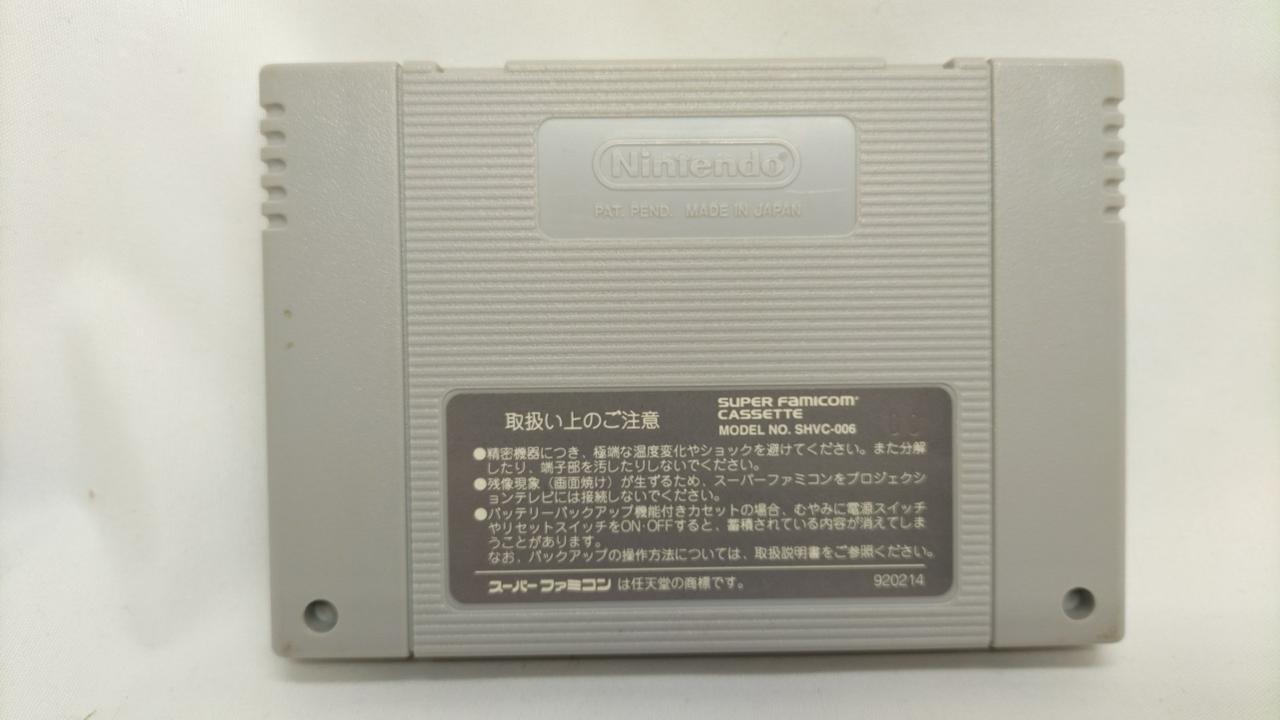 Nintendo®
PAT. PEND. MADE IN JAPAN
取扱い上のご注意
SUPER FAMICOM®
CASSETTE
MODEL NO. SHVC-006
●精密機器につき、極端な温度変化やショックを避けてください。また分解
したり、端子部を汚したりしないでください。
●残像現象（画面焼け）が生ずるため、スーパーファミコンをプロジェクシ
ョンテレビには接続しないでください。
●バッテリーバックアップ機能付きカセットの場合、むやみに電源スイッチ
やリセットスイッチをON・OFFすると、蓄積されている内容が消えてしま
うことがあります。
なお、バックアップの操作方法については、取扱説明書をご参照ください。
スーパーファミコン は任天堂の商標です。
920214